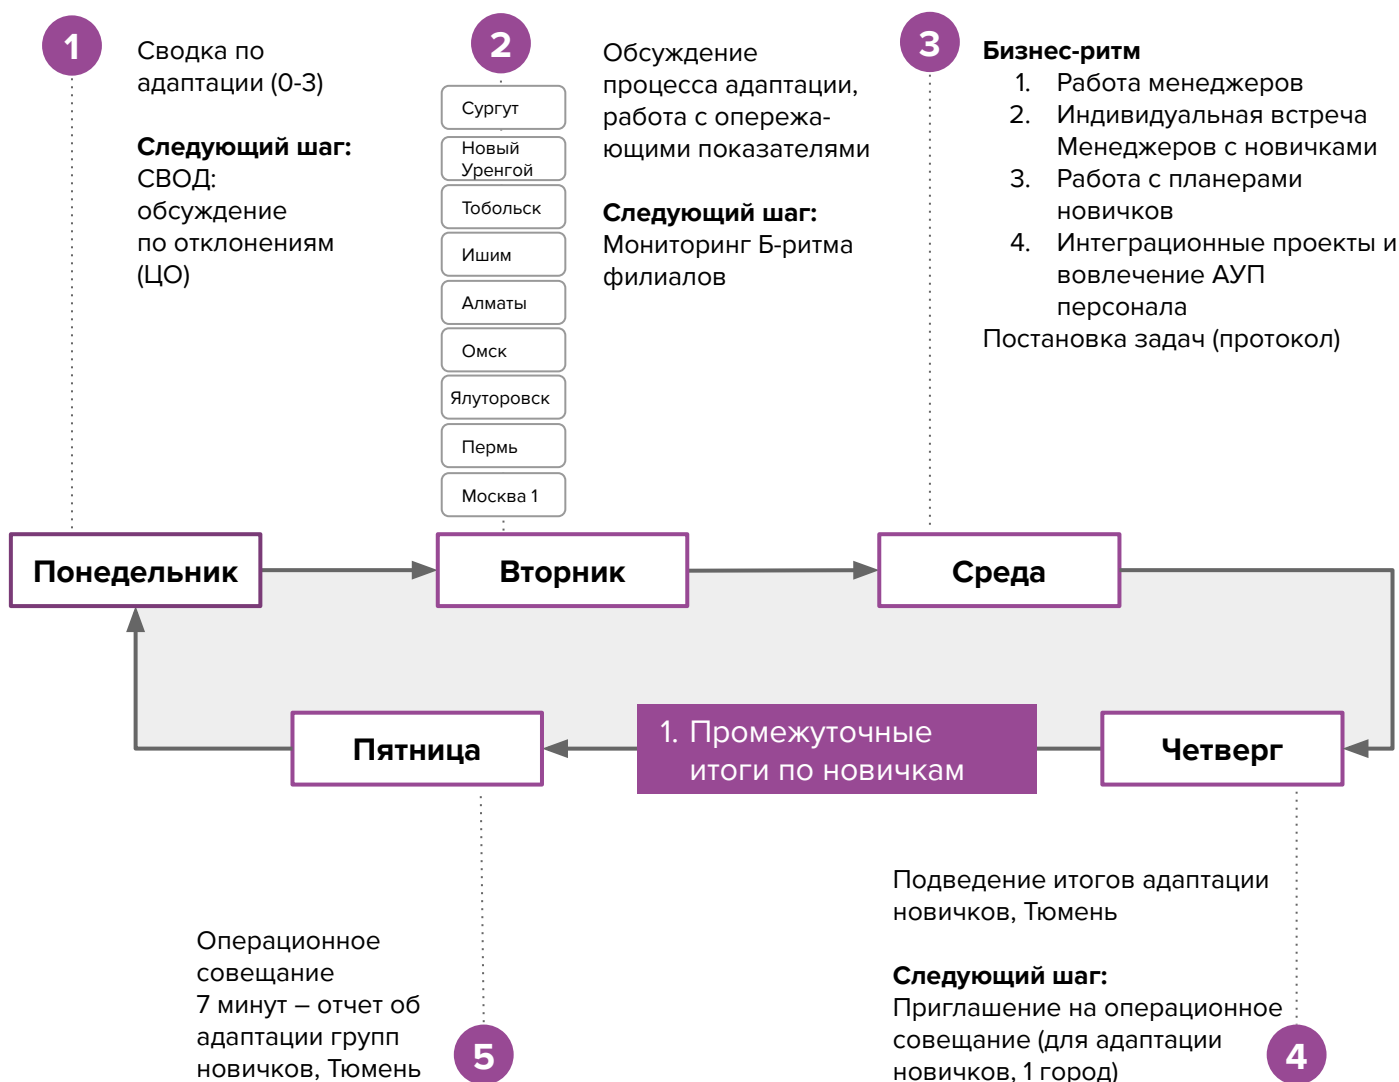 1
Сводка по
адаптации (0-3)
Следующий шаг:
СВОД:
обсуждение
по отклонениям
(ЦО)
2
Сургут
Новый
Уренгой
Тобольск
Ишим
Алматы
Омск
Ялуторовск
Пермь
Москва 1
Обсуждение
процесса адаптации,
работа с опережа-
ющими показателями
Следующий шаг:
Мониторинг Б-ритма
филиалов
3
Бизнес-ритм
1. Работа менеджеров
2. Индивидуальная встреча
Менеджеров с новичками
3. Работа с планерами
новичков
4. Интеграционные проекты и
вовлечение АУП
персонала
Постановка задач (протокол)
Понедельник
Вторник
Среда
Пятница
1. Промежуточные
итоги по новичкам
Четверг
Подведение итогов адаптации
новичков, Тюмень
Следующий шаг:
Приглашение на операционное
совещание (для адаптации
новичков, 1 город)
4
Операционное
совещание
7 минут – отчет об
адаптации групп
новичков, Тюмень
5